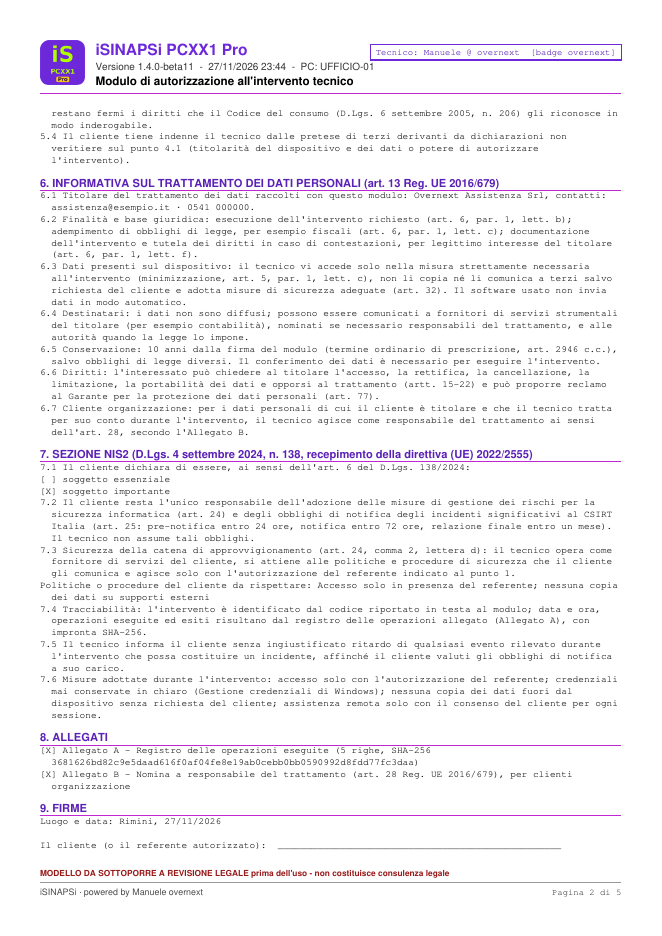 iS
PCXX1
Pro
iSINAPSi PCXX1 Pro
Tecnico: Manuele @ overnext [badge overnext]
Versione 1.4.0-beta11 - 27/11/2026 23:44 - PC: UFFICIO-01
Modulo di autorizzazione all'intervento tecnico
restano fermi i diritti che il Codice del consumo (D.Lgs. 6 settembre 2005, n. 206) gli riconosce in
modo inderogabile.
5.4 Il cliente tiene indenne il tecnico dalle pretese di terzi derivanti da dichiarazioni non
veritiere sul punto 4.1 (titolarità del dispositivo e dei dati o potere di autorizzare
l'intervento).
6. INFORMATIVA SUL TRATTAMENTO DEI DATI PERSONALI (art. 13 Reg. UE 2016/679)
6.1 Titolare del trattamento dei dati raccolti con questo modulo: Overnext Assistenza Srl, contatti:
assistenza@esempio.it · 0541 000000.
6.2 Finalità e base giuridica: esecuzione dell'intervento richiesto (art. 6, par. 1, lett. b);
adempimento di obblighi di legge, per esempio fiscali (art. 6, par. 1, lett. c); documentazione
dell'intervento e tutela dei diritti in caso di contestazioni, per legittimo interesse del titolare
(art. 6, par. 1, lett. f).
6.3 Dati presenti sul dispositivo: il tecnico vi accede solo nella misura strettamente necessaria
all'intervento (minimizzazione, art. 5, par. 1, lett. c), non li copia né li comunica a terzi salvo
richiesta del cliente e adotta misure di sicurezza adeguate (art. 32). Il software usato non invia
dati in modo automatico.
6.4 Destinatari: i dati non sono diffusi; possono essere comunicati a fornitori di servizi strumentali
del titolare (per esempio contabilità), nominati se necessario responsabili del trattamento, e alle
autorità quando la legge lo impone.
6.5 Conservazione: 10 anni dalla firma del modulo (termine ordinario di prescrizione, art. 2946 c.c.),
salvo obblighi di legge diversi. Il conferimento dei dati è necessario per eseguire l'intervento.
6.6 Diritti: l'interessato può chiedere al titolare l'accesso, la rettifica, la cancellazione, la
limitazione, la portabilità dei dati e opporsi al trattamento (artt. 15-22) e può proporre reclamo
al Garante per la protezione dei dati personali (art. 77).
6.7 Cliente organizzazione: per i dati personali di cui il cliente è titolare e che il tecnico tratta
per suo conto durante l'intervento, il tecnico agisce come responsabile del trattamento ai sensi
dell'art. 28, secondo l'Allegato B.
7. SEZIONE NIS2 (D.Lgs. 4 settembre 2024, n. 138, recepimento della direttiva (UE) 2022/2555)
7.1 Il cliente dichiara di essere, ai sensi dell'art. 6 del D.Lgs. 138/2024:
[ ] soggetto essenziale
[X] soggetto importante
7.2 Il cliente resta l'unico responsabile dell'adozione delle misure di gestione dei rischi per la
sicurezza informatica (art. 24) e degli obblighi di notifica degli incidenti significativi al CSIRT
Italia (art. 25: pre-notifica entro 24 ore, notifica entro 72 ore, relazione finale entro un mese).
Il tecnico non assume tali obblighi.
7.3 Sicurezza della catena di approvvigionamento (art. 24, comma 2, lettera d): il tecnico opera come
fornitore di servizi del cliente, si attiene alle politiche e procedure di sicurezza che il cliente
gli comunica e agisce solo con l'autorizzazione del referente indicato al punto 1.
Politiche o procedure del cliente da rispettare: Accesso solo in presenza del referente; nessuna copia
dei dati su supporti esterni
7.4 Tracciabilità: l'intervento è identificato dal codice riportato in testa al modulo; data e ora,
operazioni eseguite ed esiti risultano dal registro delle operazioni allegato (Allegato A), con
impronta SHA-256.
7.5 Il tecnico informa il cliente senza ingiustificato ritardo di qualsiasi evento rilevato durante
l'intervento che possa costituire un incidente, affinché il cliente valuti gli obblighi di notifica
a suo carico.
7.6 Misure adottate durante l'intervento: accesso solo con l'autorizzazione del referente; credenziali
mai conservate in chiaro (Gestione credenziali di Windows); nessuna copia dei dati fuori dal
dispositivo senza richiesta del cliente; assistenza remota solo con il consenso del cliente per ogni
sessione.
8. ALLEGATI
[X] Allegato A - Registro delle operazioni eseguite (5 righe, SHA-256
3681626bd82c9e5daad616f0af04fe8e19ab0cebb0bb0590992d8fdd77fc3daa)
[X] Allegato B - Nomina a responsabile del trattamento (art. 28 Reg. UE 2016/679), per clienti
organizzazione
9. FIRME
Luogo e data: Rimini, 27/11/2026
Il cliente (o il referente autorizzato): ____________________________________________________
MODELLO DA SOTTOPORRE A REVISIONE LEGALE prima dell'uso - non costituisce consulenza legale
iSINAPSi · powered by Manuele overnext
Pagina 2 di 5